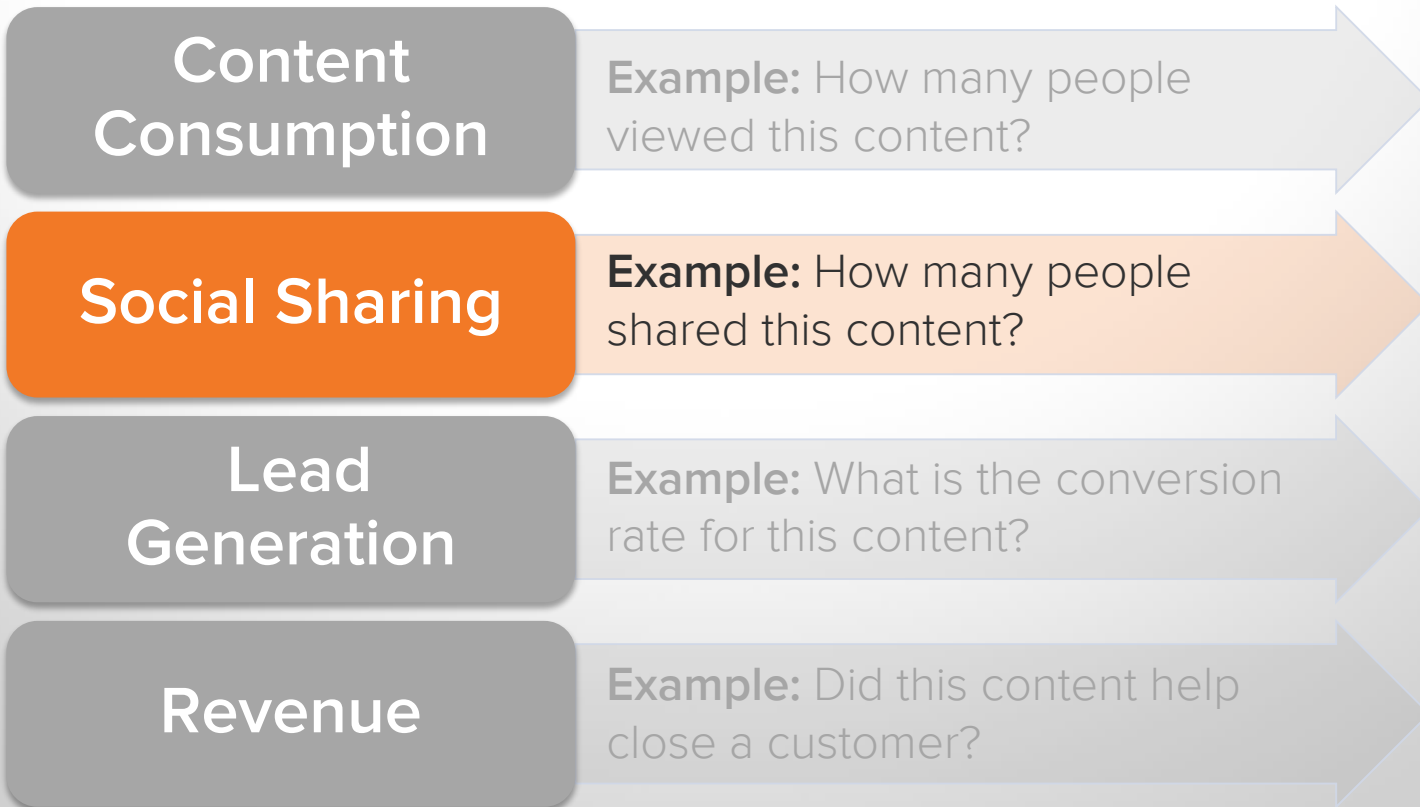 Content
Consumption
Example: How many people
viewed this content?
Social Sharing
Example: How many people
shared this content?
Lead
Generation
Example: What is the conversion
rate for this content?
Revenue
Example: Did this content help
close a customer?